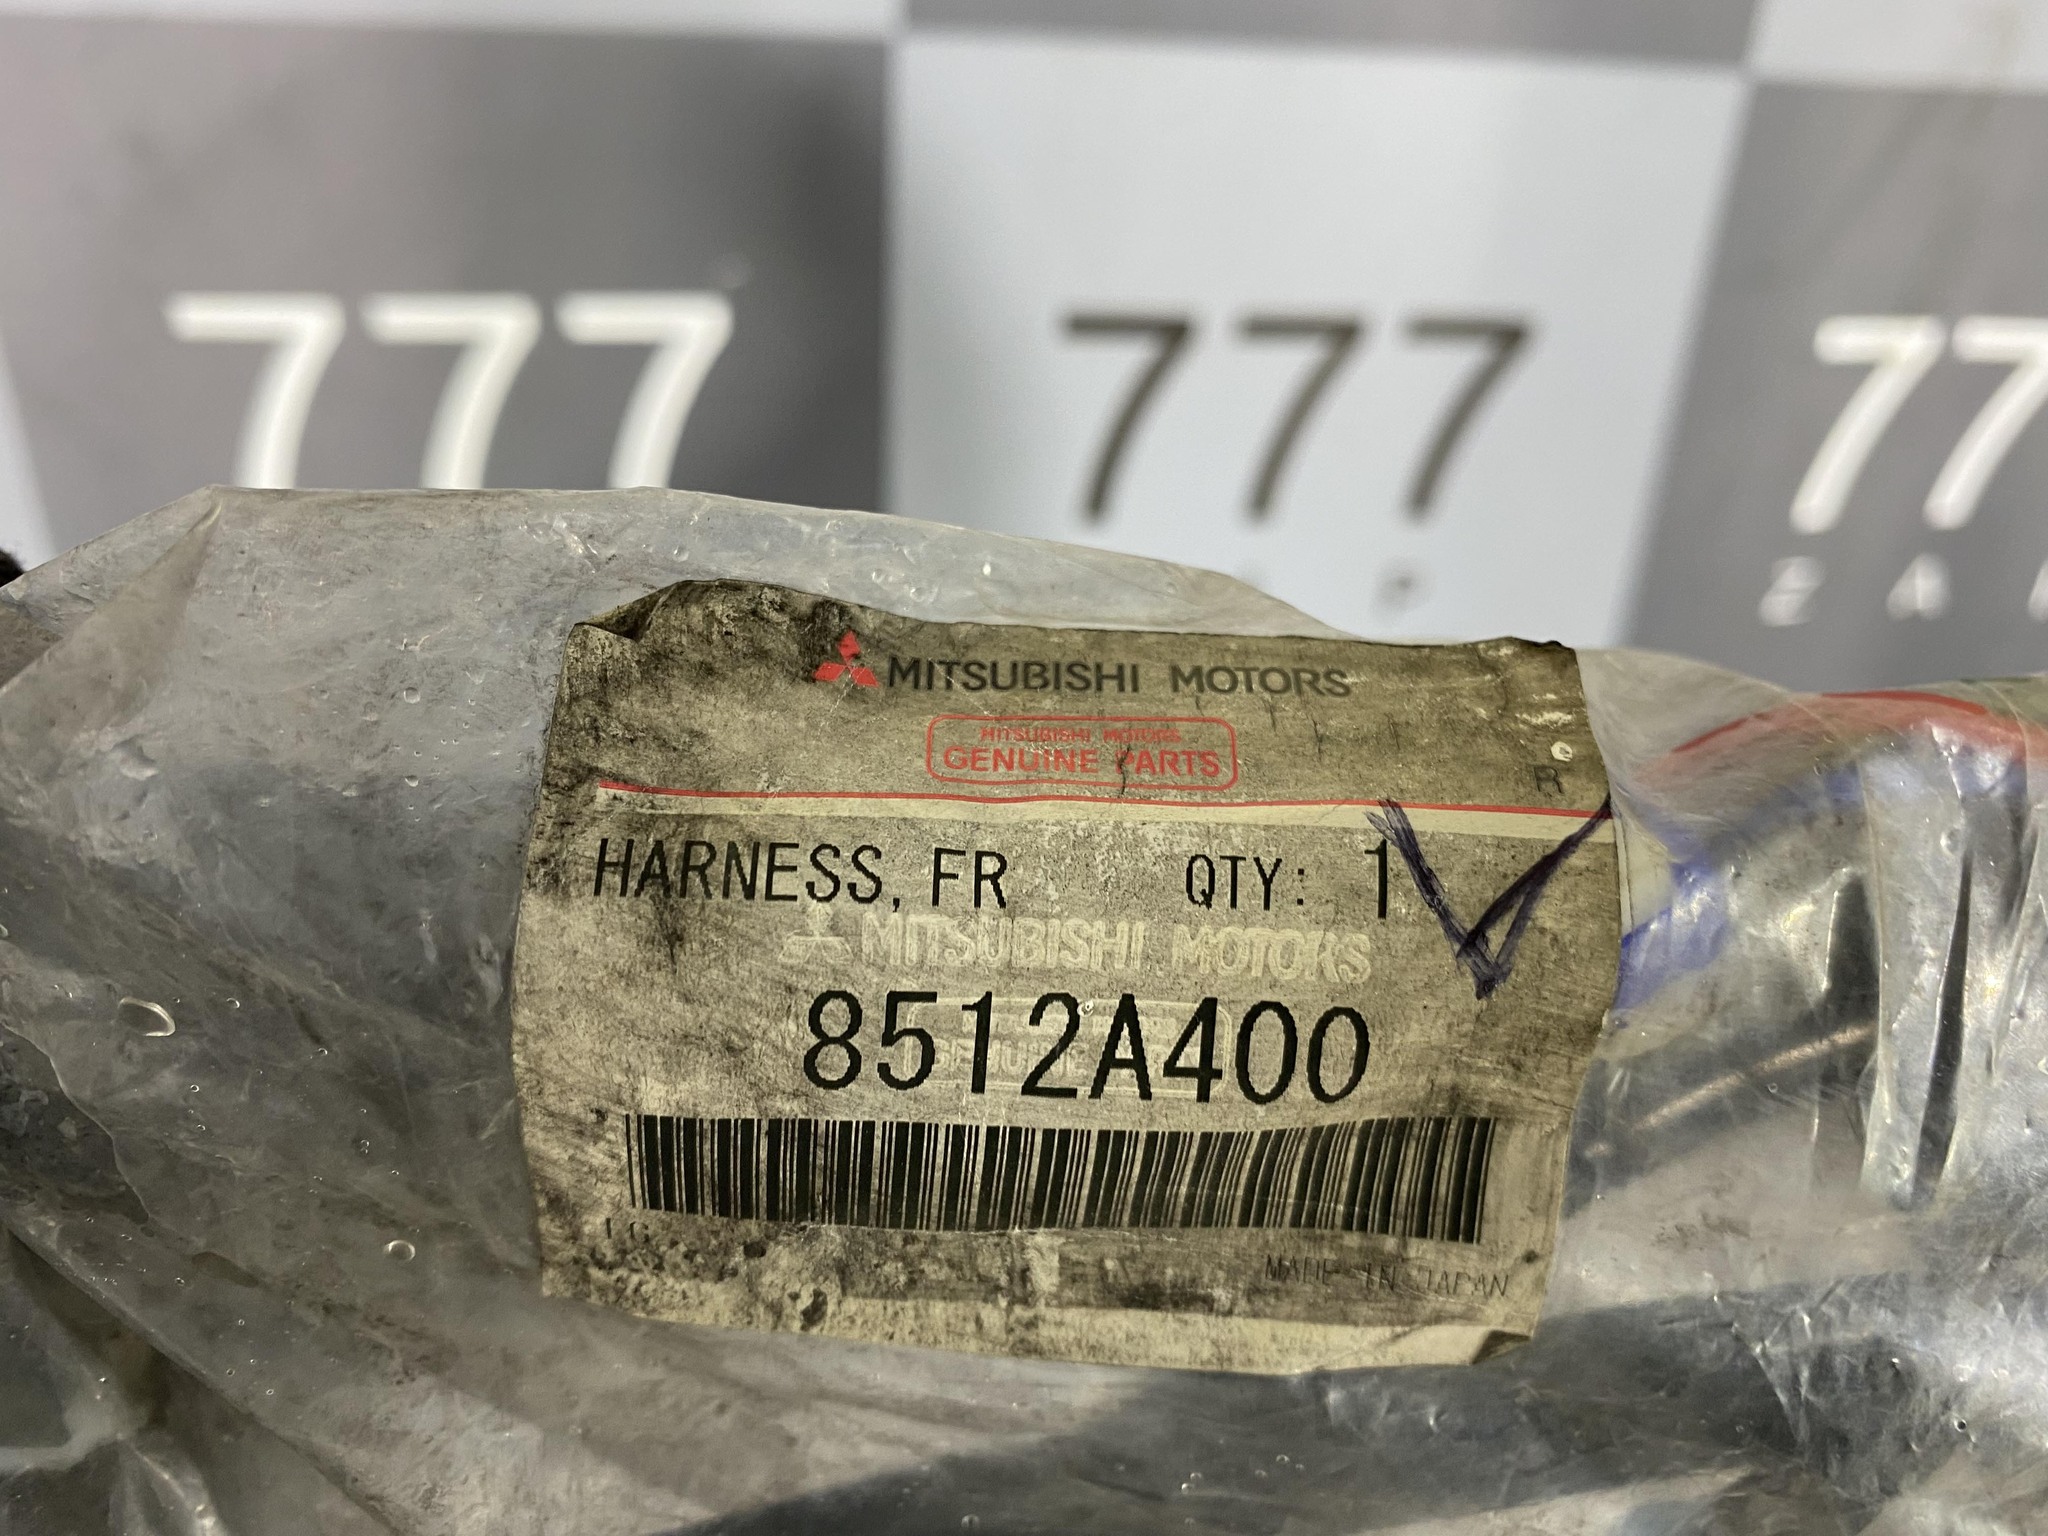 777
777
77
ZA
P
MITSUBISHI MOTORS
MITSUBISHI MOTORS
GENUINE PARTS
R
HARNESS, FR QTY: 1
MITSUBISHI MOTORS
8512A400
MADE IN JAPAN